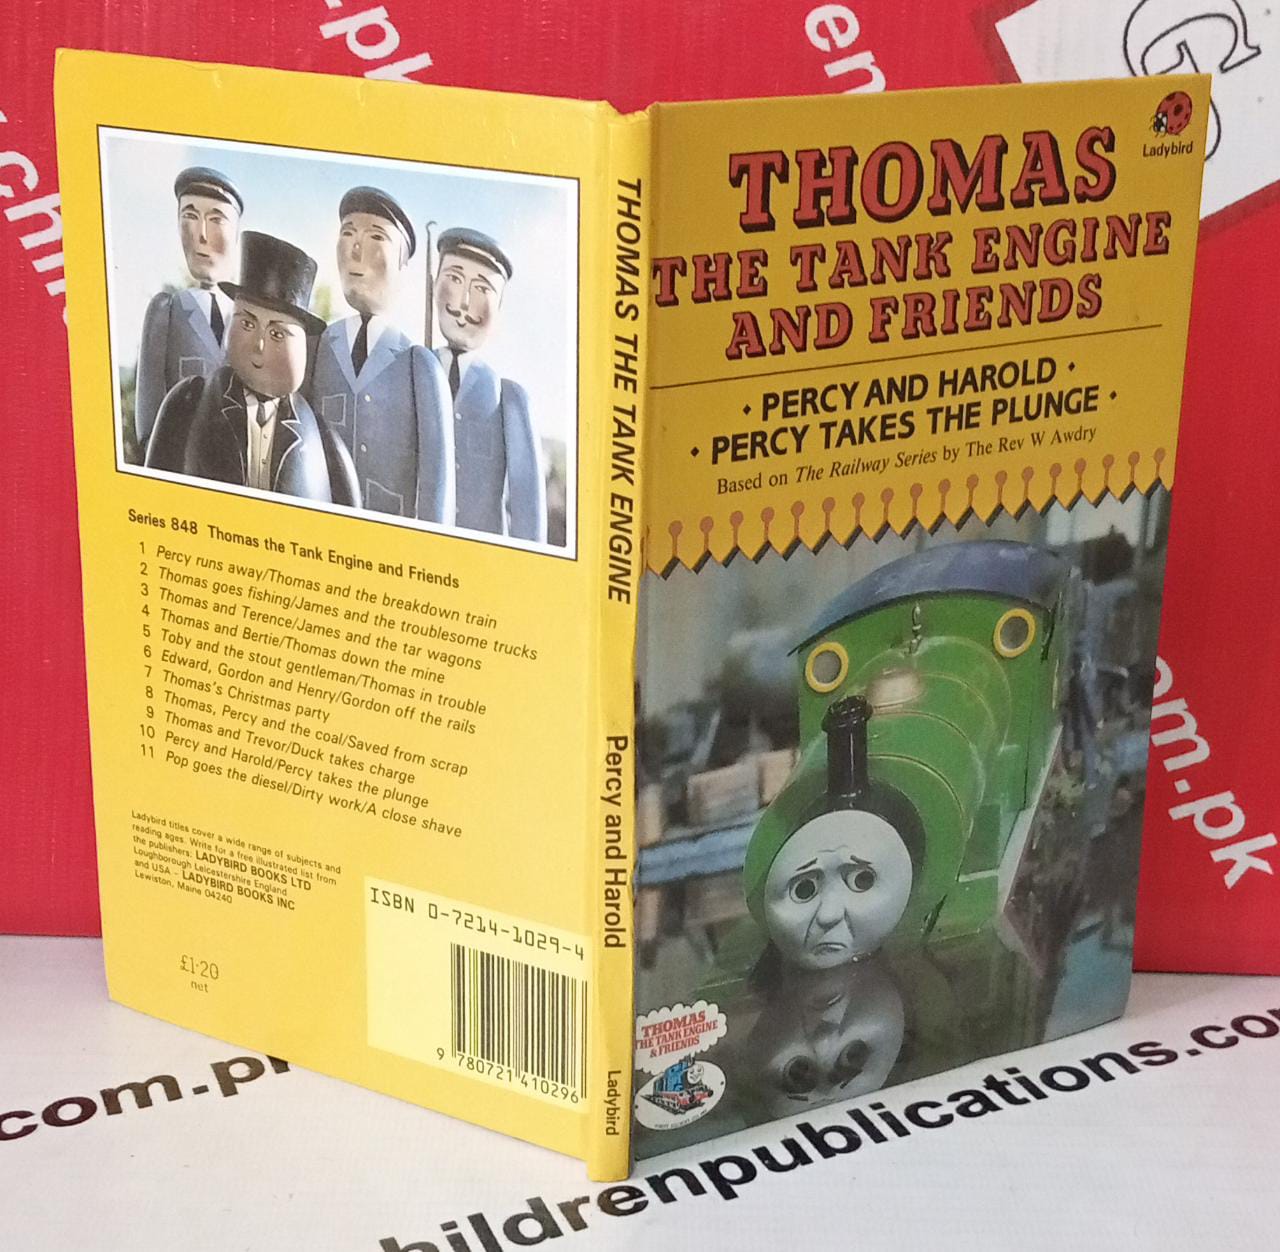 Series 848 Thomas the Tank Engine and Friends
1 Percy runs away/Thomas and the breakdown train
2 Thomas goes fishing/James and the troublesome trucks
3 Thomas and Terence/James and the tar wagons
4 Thomas and Bertie/Thomas down the mine
5 Toby and the stout gentleman/Thomas in trouble
6 Edward, Gordon and Henry/Gordon off the rails
7 Thomas's Christmas party
8 Thomas, Percy and the coal/Saved from scrap
9 Thomas and Trevor/Duck takes charge
10 Percy and Harold/Percy takes the plunge
11 Pop goes the diesel/Dirty work/A close shave
Ladybird titles cover a wide range of subjects and
reading ages. Write for a free illustrated list from
the publishers: LADYBIRD BOOKS LTD
Loughborough Leicestershire England
and USA - LADYBIRD BOOKS INC
Lewiston, Maine 04240
£1·20
net
ISBN 0-7214-1029-4
9 780721 410296
THOMAS THE TANK ENGINE
Percy and Harold
Ladybird
Ladybird
THOMAS
THE TANK ENGINE
AND FRIENDS
• PERCY AND HAROLD •
• PERCY TAKES THE PLUNGE •
Based on The Railway Series by The Rev W Awdry
THOMAS
THE TANK ENGINE
& FRIENDS
en
om.pk
com.p
hildrenpublications.co